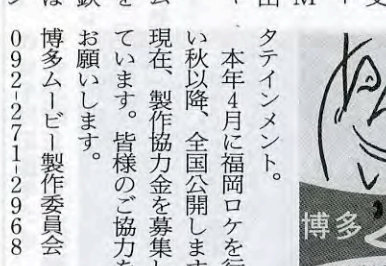 タテインメント。
本年4月に福岡ロケを行
い秋以降、全国公開します
現在、製作協力金を募集し
ています。皆様のご協力を
お願いします。
博多ムービー製作委員会
092-271-2968
博多